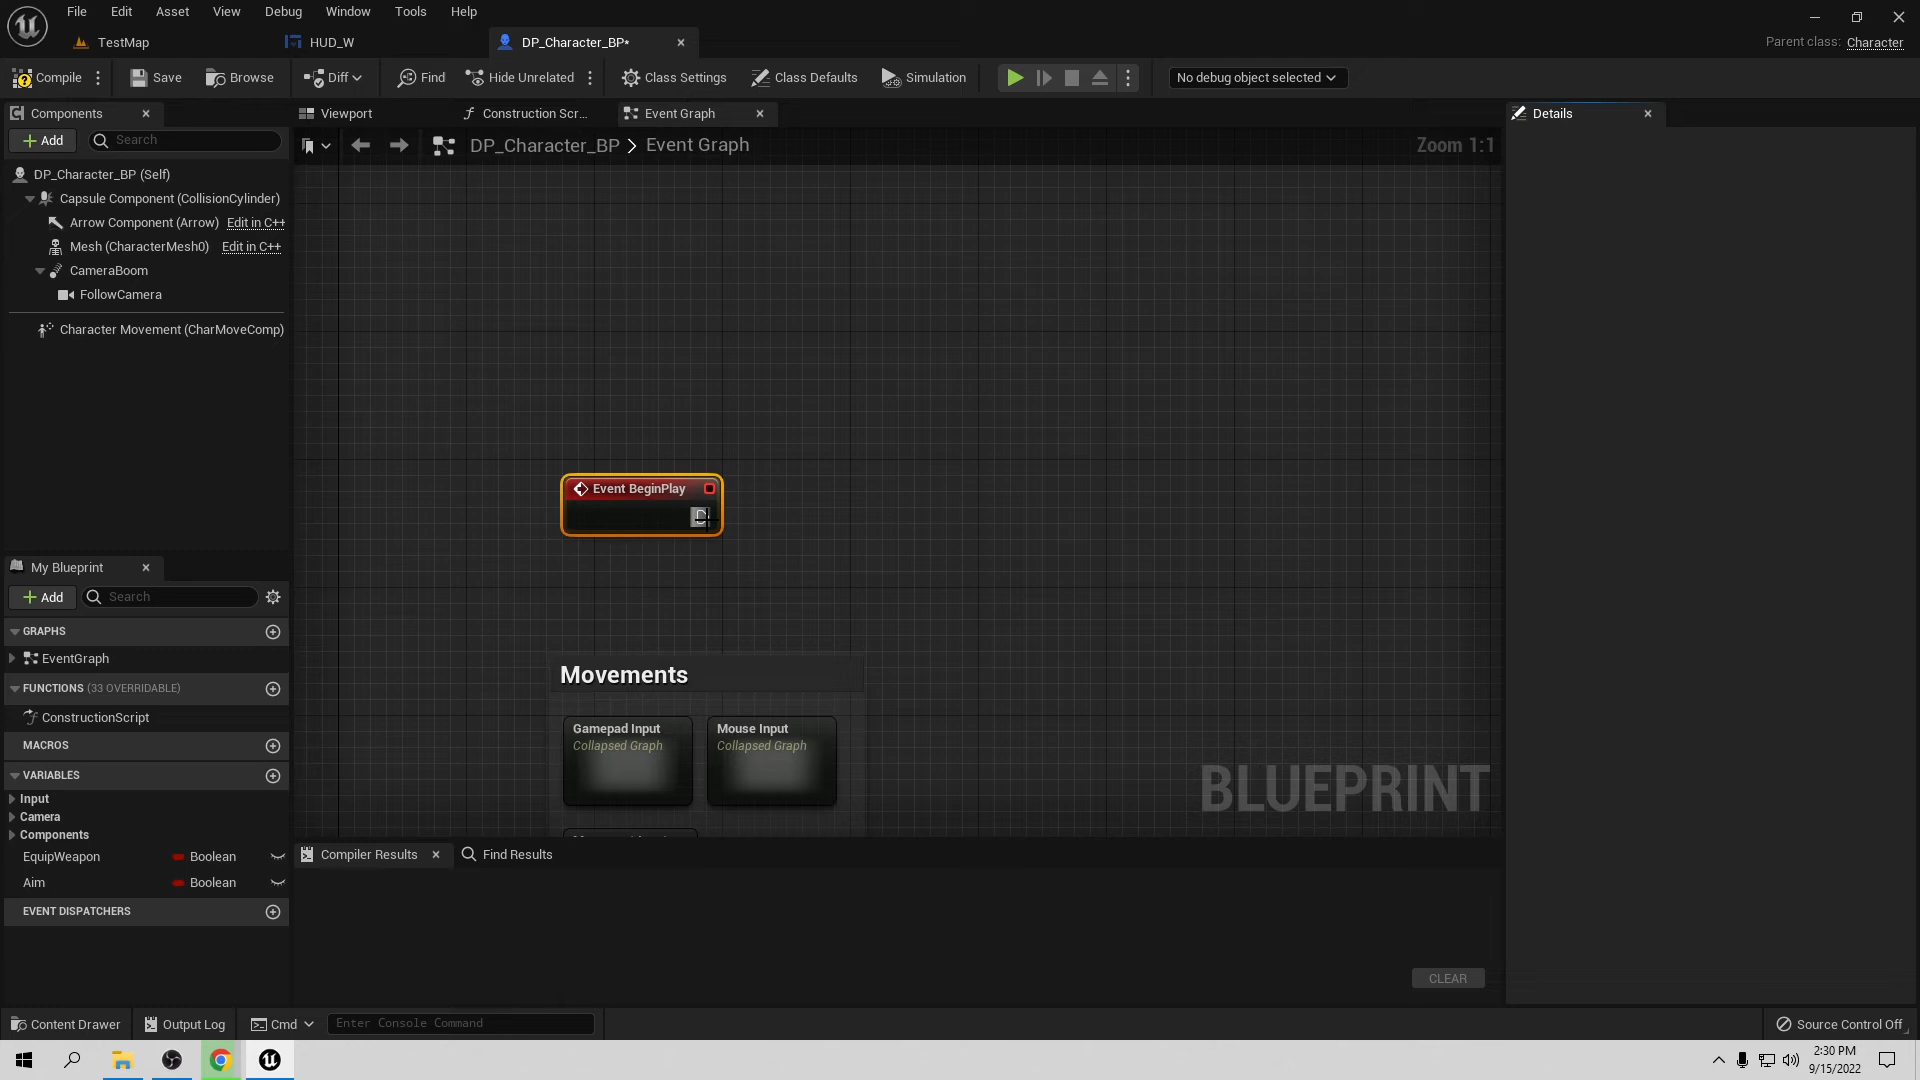 File Edit Asset View Debug Window Tools Help
TestMap HUD_W DP_Character_BP*
Parent class: Character
Compile Save Browse Diff Find Hide Unrelated Class Settings Class Defaults Simulation No debug object selected
Components
Add Search
DP_Character_BP (Self)
Capsule Component (CollisionCylinder)
Arrow Component (Arrow) Edit in C++
Mesh (CharacterMesh0) Edit in C++
CameraBoom
FollowCamera
Character Movement (CharMoveComp)
My Blueprint
Add Search
GRAPHS
EventGraph
FUNCTIONS (33 OVERRIDABLE)
ConstructionScript
MACROS
VARIABLES
Input
Camera
Components
EquipWeapon Boolean
Aim Boolean
EVENT DISPATCHERS
Viewport Construction Scr... Event Graph
DP_Character_BP > Event Graph
Zoom 1:1
Event BeginPlay
Movements
Gamepad Input
Collapsed Graph
Mouse Input
Collapsed Graph
BLUEPRINT
Compiler Results Find Results
CLEAR
Details
Content Drawer Output Log Cmd Enter Console Command Source Control Off
2:30 PM
9/15/2022